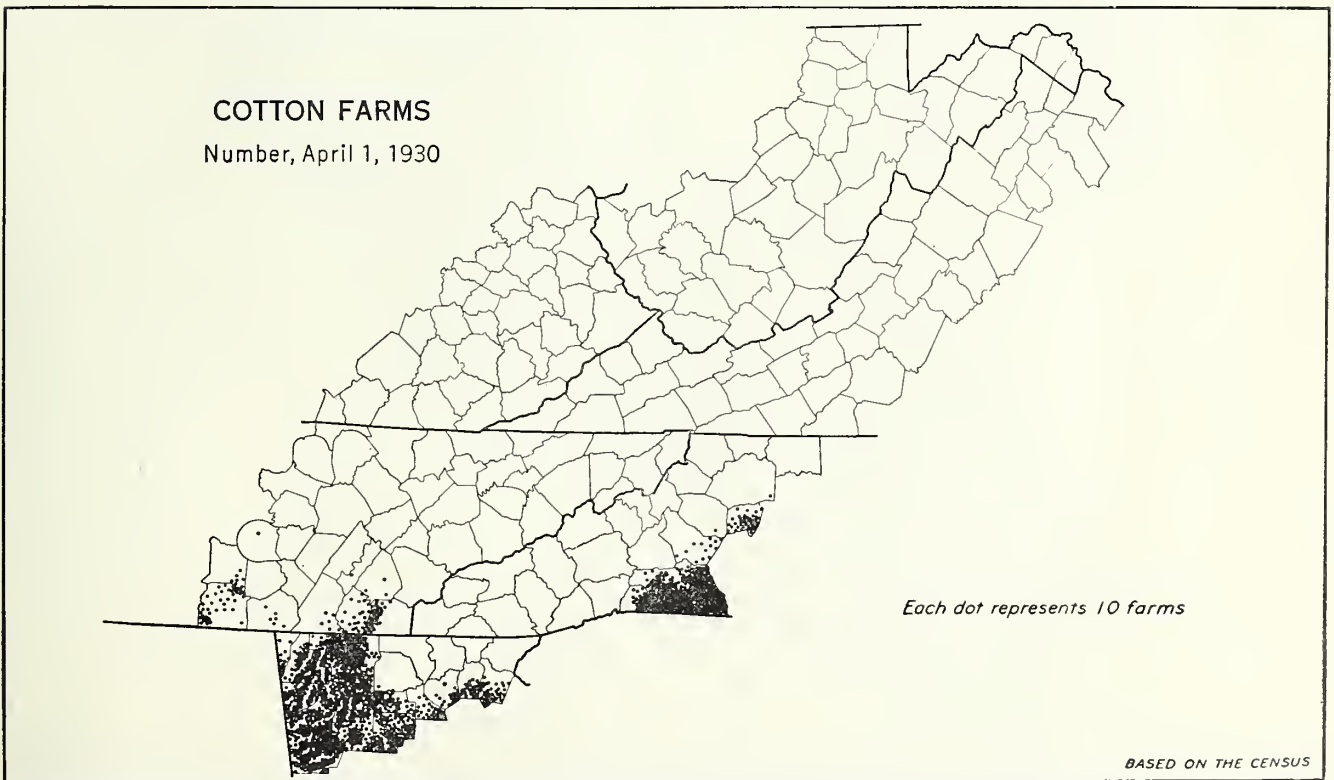 COTTON FARMS
Number, April 1, 1930
Each dot represents 10 farms
BASED ON THE CENSUS